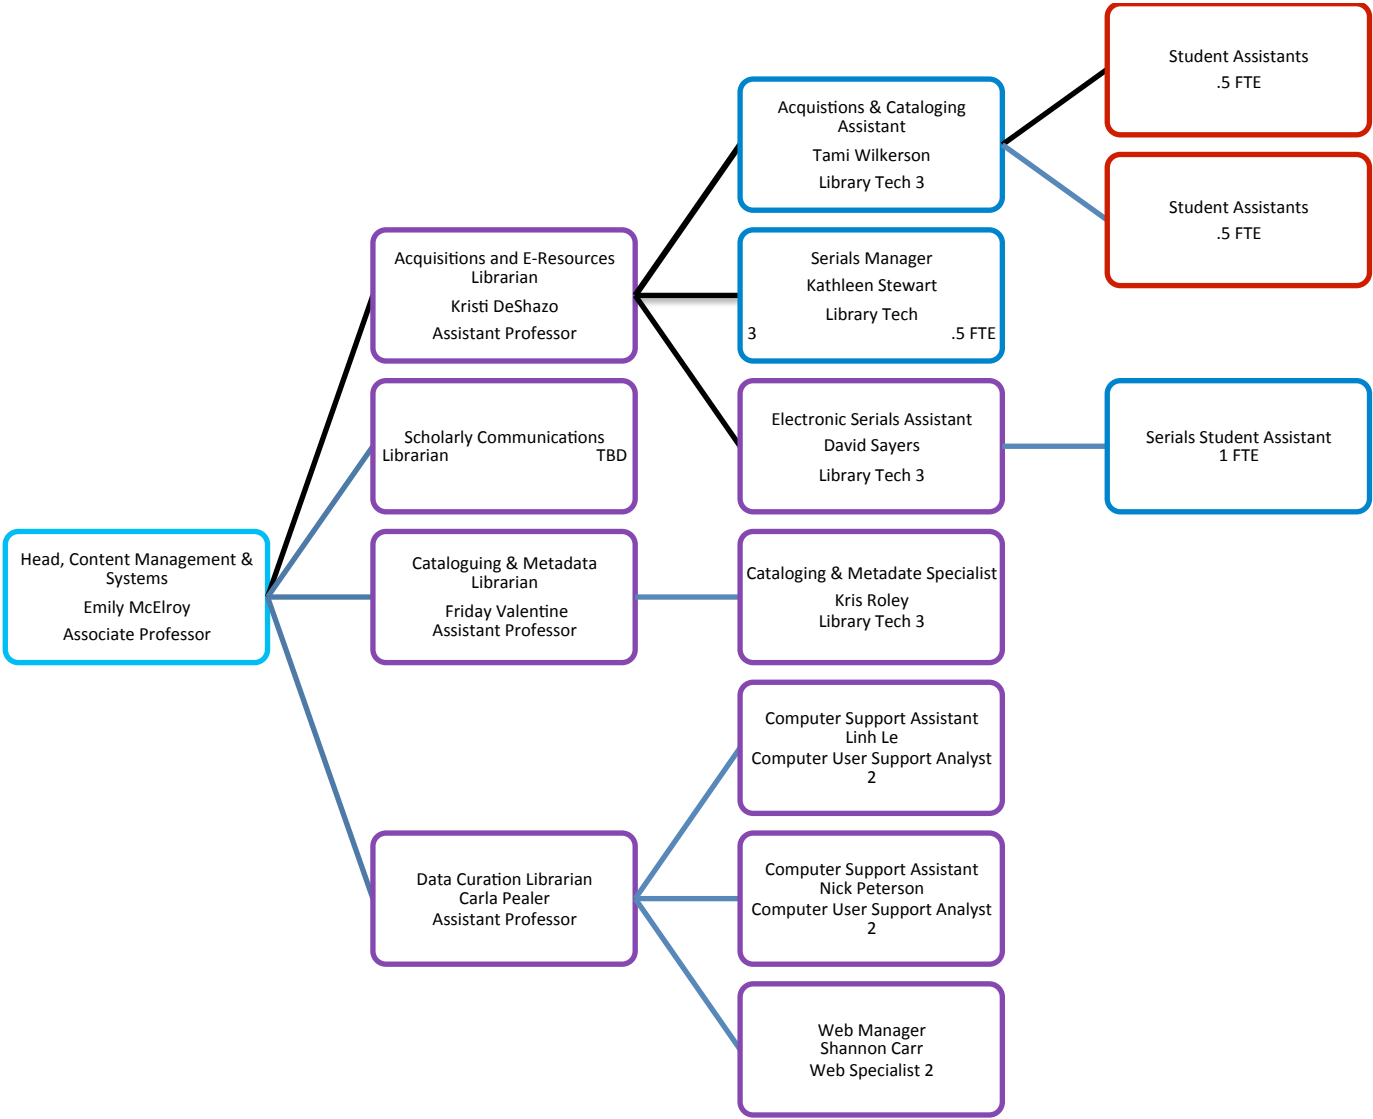 Head, Content Management &
Systems
Emily McElroy
Associate Professor
Acquisitions and E-Resources
Librarian
Kristi DeShazo
Assistant Professor
Scholarly Communications
Librarian TBD
Cataloguing & Metadata
Librarian
Friday Valentine
Assistant Professor
Data Curation Librarian
Carla Pealer
Assistant Professor
Acquistions & Cataloging
Assistant
Tami Wilkerson
Library Tech 3
Serials Manager
Kathleen Stewart
Library Tech
3 .5 FTE
Electronic Serials Assistant
David Sayers
Library Tech 3
Cataloging & Metadate Specialist
Kris Roley
Library Tech 3
Computer Support Assistant
Linh Le
Computer User Support Analyst
2
Computer Support Assistant
Nick Peterson
Computer User Support Analyst
2
Web Manager
Shannon Carr
Web Specialist 2
Student Assistants
.5 FTE
Student Assistants
.5 FTE
Serials Student Assistant
1 FTE